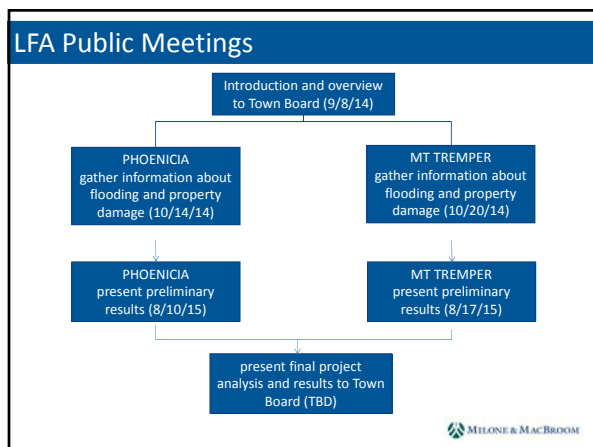 LFA Public Meetings
Introduction and overview
to Town Board (9/8/14)
PHOENICIA
gather information about
flooding and property
damage (10/14/14)
MT TREMPER
gather information about
flooding and property
damage (10/20/14)
PHOENICIA
present preliminary
results (8/10/15)
MT TREMPER
present preliminary
results (8/17/15)
present final project
analysis and results to Town
Board (TBD)
MILONE & MACBROOM